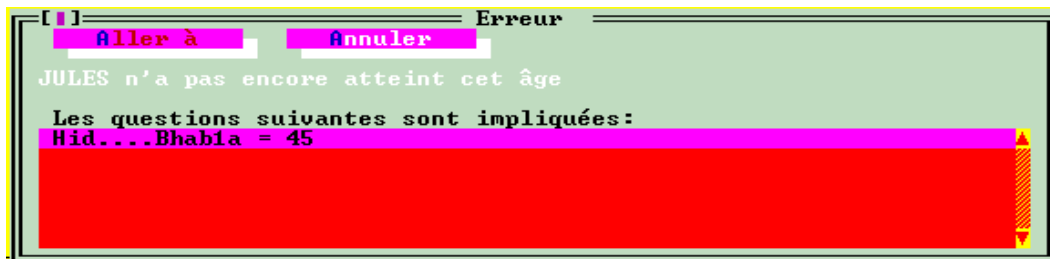 [▮] Erreur
Aller à Annuler
JULES n'a pas encore atteint cet âge
Les questions suivantes sont impliquées:
Hid....Bhab1a = 45